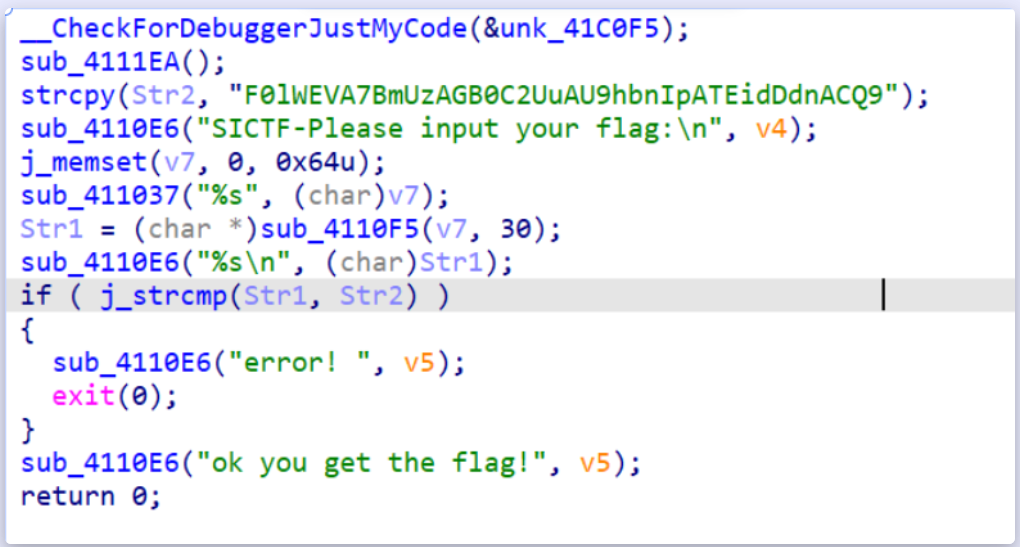 __CheckForDebuggerJustMyCode(&unk_41C0F5);
sub_4111EA();
strcpy(Str2, "F0lWEVA7BmUzAGB0C2UuAU9hbnIpATEidDdnACQ9");
sub_4110E6("SICTF-Please input your flag:\n", v4);
j_memset(v7, 0, 0x64u);
sub_411037("%s", (char)v7);
Str1 = (char *)sub_4110F5(v7, 30);
sub_4110E6("%s\n", (char)Str1);
if ( j_strcmp(Str1, Str2) )
{
  sub_4110E6("error! ", v5);
  exit(0);
}
sub_4110E6("ok you get the flag!", v5);
return 0;